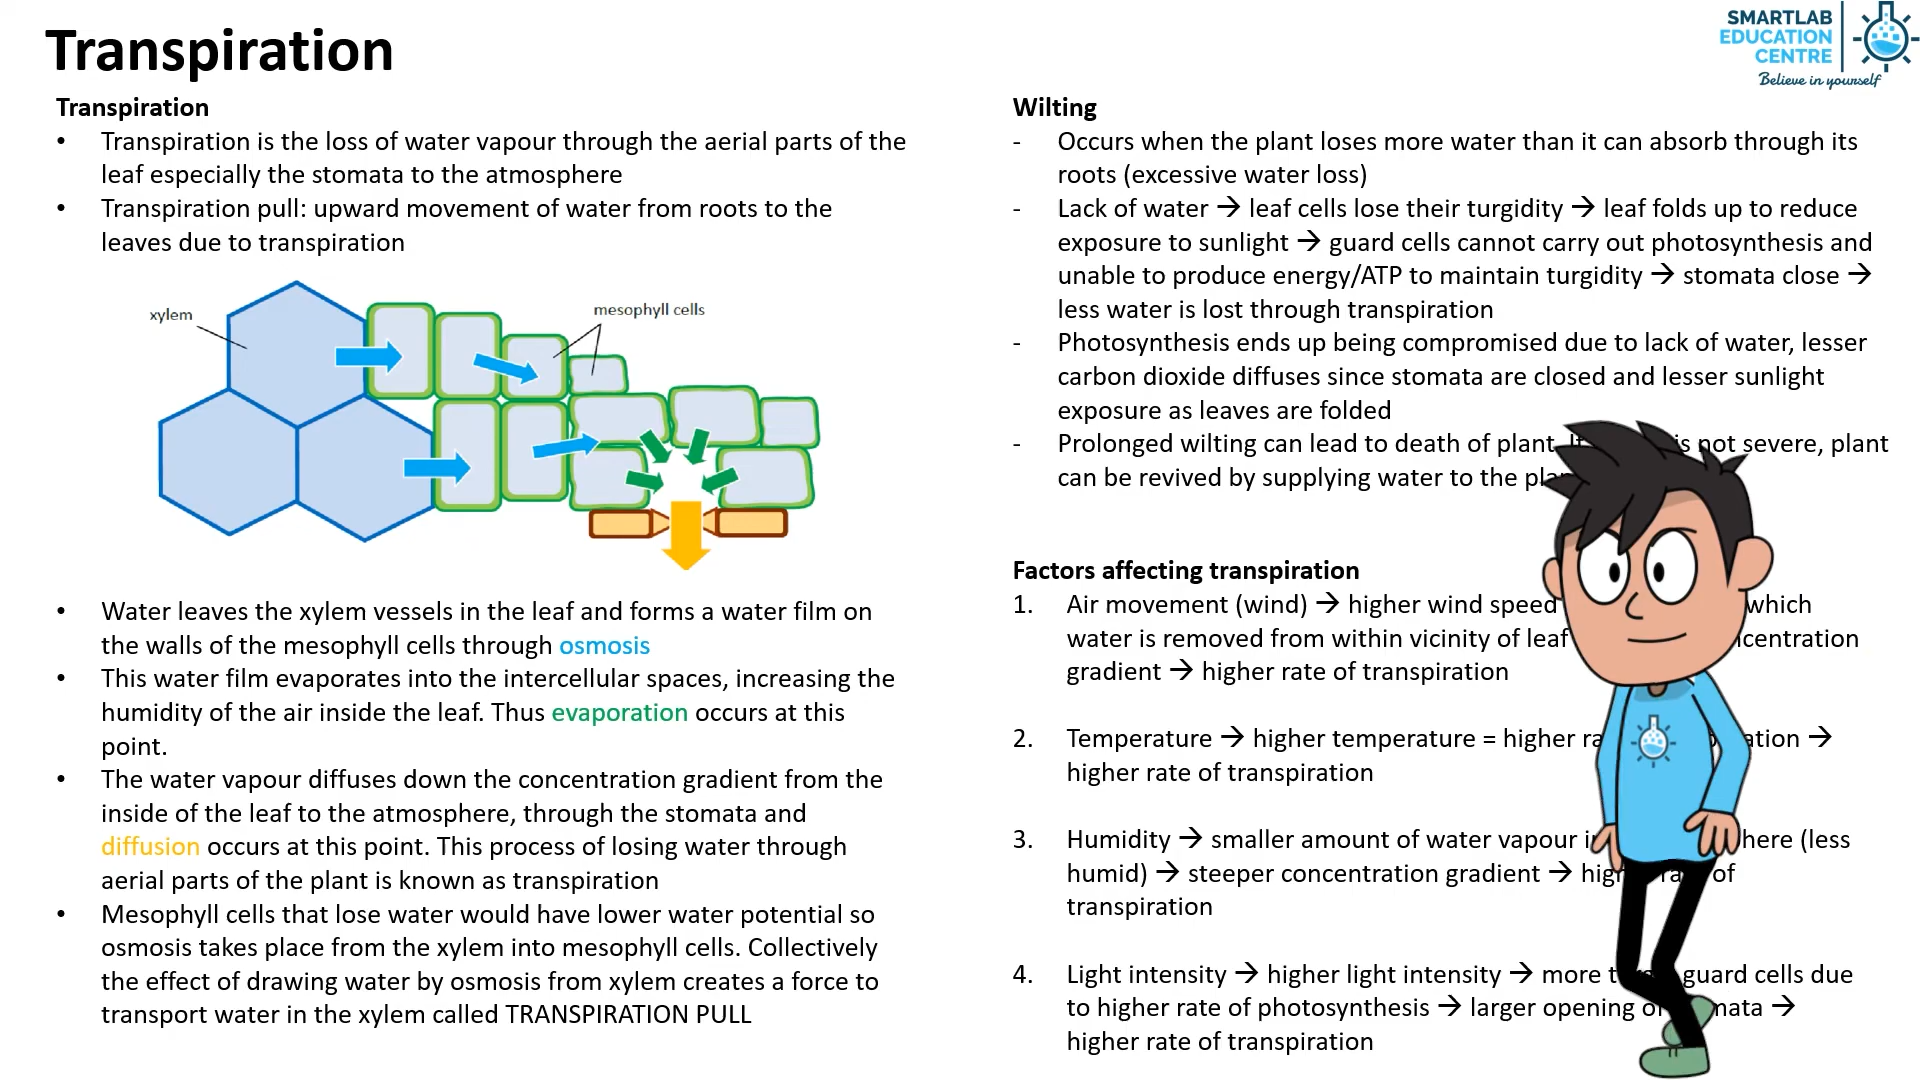 Transpiration
SMARTLAB
EDUCATION
CENTRE
Believe in yourself
Transpiration
• Transpiration is the loss of water vapour through the aerial parts of the
leaf especially the stomata to the atmosphere
• Transpiration pull: upward movement of water from roots to the
leaves due to transpiration
xylem
mesophyll cells
• Water leaves the xylem vessels in the leaf and forms a water film on
the walls of the mesophyll cells through osmosis
• This water film evaporates into the intercellular spaces, increasing the
humidity of the air inside the leaf. Thus evaporation occurs at this
point.
• The water vapour diffuses down the concentration gradient from the
inside of the leaf to the atmosphere, through the stomata and
diffusion occurs at this point. This process of losing water through
aerial parts of the plant is known as transpiration
• Mesophyll cells that lose water would have lower water potential so
osmosis takes place from the xylem into mesophyll cells. Collectively
the effect of drawing water by osmosis from xylem creates a force to
transport water in the xylem called TRANSPIRATION PULL
Wilting
- Occurs when the plant loses more water than it can absorb through its
roots (excessive water loss)
- Lack of water → leaf cells lose their turgidity → leaf folds up to reduce
exposure to sunlight → guard cells cannot carry out photosynthesis and
unable to produce energy/ATP to maintain turgidity → stomata close →
less water is lost through transpiration
- Photosynthesis ends up being compromised due to lack of water, lesser
carbon dioxide diffuses since stomata are closed and lesser sunlight
exposure as leaves are folded
- Prolonged wilting can lead to death of plant. If is not severe, plant
can be revived by supplying water to the
Factors affecting transpiration
1. Air movement (wind) → higher wind speed which
water is removed from within vicinity of leaf
gradient → higher rate of transpiration
2. Temperature → higher temperature = higher →
higher rate of transpiration
3. Humidity → smaller amount of water vapour (less
humid) → steeper concentration gradient → of
transpiration
4. Light intensity → higher light intensity → more guard cells due
to higher rate of photosynthesis → larger opening →
higher rate of transpiration